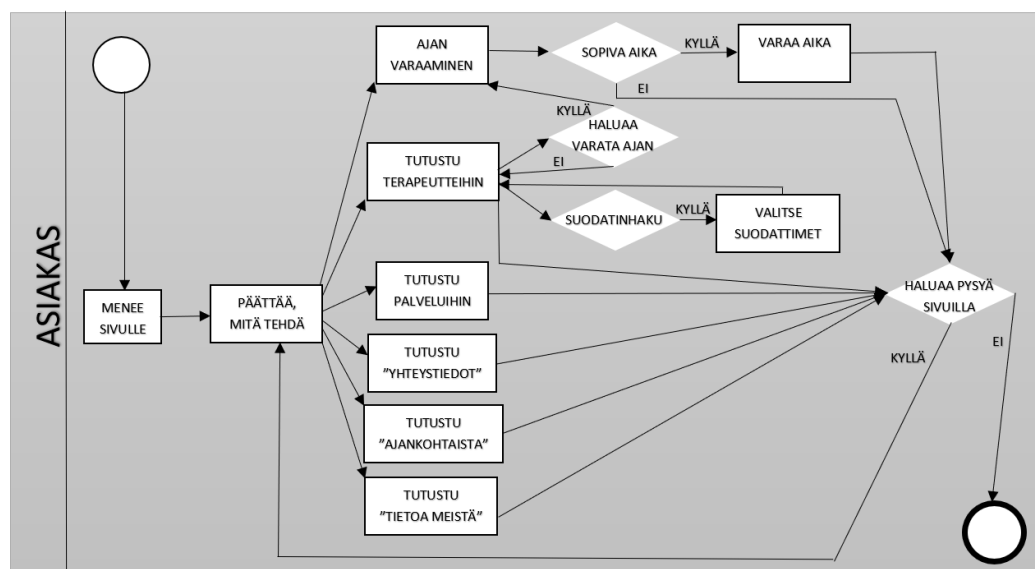 ASIAKAS
MENEE
SIVULLE
PÄÄTTÄÄ,
MITÄ TEHDÄ
AJAN
VARAAMINEN
SOPIVA AIKA
KYLLÄ
VARAA AIKA
EI
KYLLÄ
HALUAA
VARATA AJAN
EI
TUTUSTU
TERAPEUTTEIHIN
SUODATINHAKU
KYLLÄ
VALITSE
SUODATTIMET
TUTUSTU
PALVELUIHIN
TUTUSTU
”YHTEYSTIEDOT”
TUTUSTU
”AJANKOHTAISTA”
TUTUSTU
”TIETOA MEISTÄ”
HALUAA PYSYÄ
SIVUILLA
KYLLÄ
EI